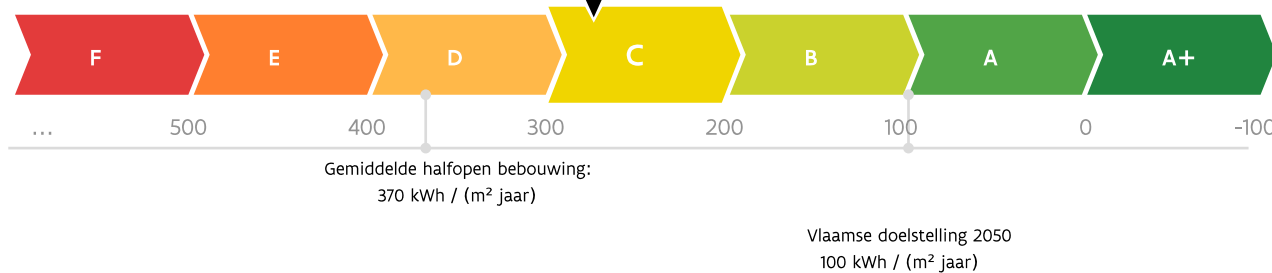 F E D C B A A+
... 500 400 300 200 100 0 -100
Gemiddelde halfopen bebouwing:
370 kWh / (m² jaar)
Vlaamse doelstelling 2050
100 kWh / (m² jaar)